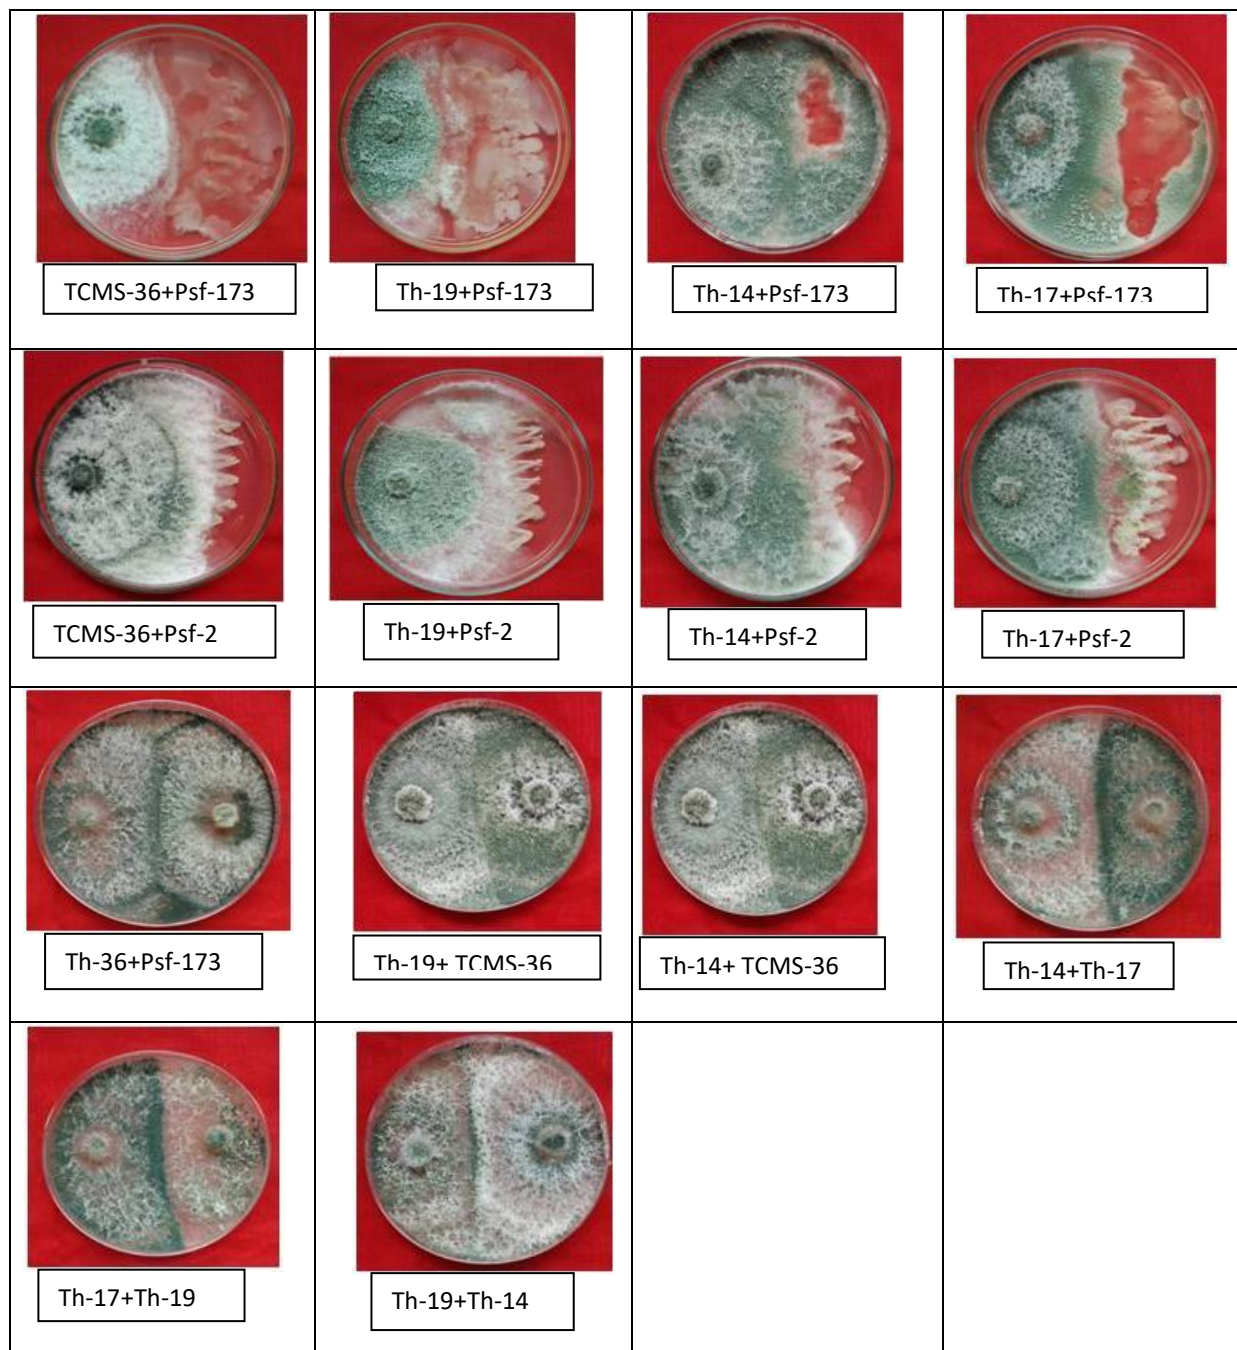 TCMS-36+Psf-173
Th-19+Psf-173
Th-14+Psf-173
Th-17+Psf-173
TCMS-36+Psf-2
Th-19+Psf-2
Th-14+Psf-2
Th-17+Psf-2
Th-36+Psf-173
Th-19+ TCMS-36
Th-14+ TCMS-36
Th-14+Th-17
Th-17+Th-19
Th-19+Th-14